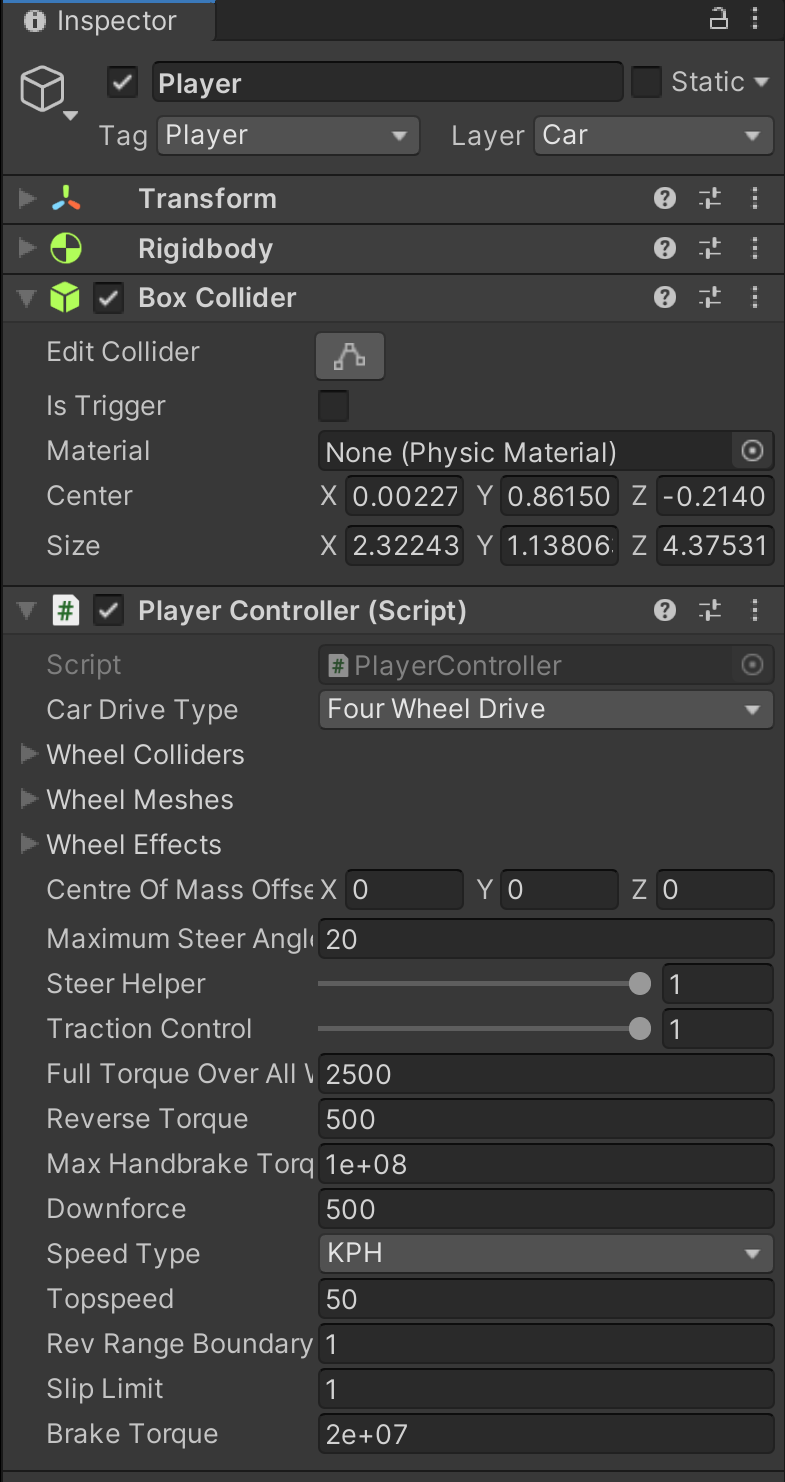 Inspector
Player
Static
Tag Player Layer Car
Transform
Rigidbody
Box Collider
Edit Collider
Is Trigger
Material None (Physic Material)
Center X 0.00227 Y 0.86150 Z -0.2140
Size X 2.32243 Y 1.13806 Z 4.37531
# Player Controller (Script)
Script # PlayerController
Car Drive Type Four Wheel Drive
Wheel Colliders
Wheel Meshes
Wheel Effects
Centre Of Mass Offse X 0 Y 0 Z 0
Maximum Steer Angl 20
Steer Helper 1
Traction Control 1
Full Torque Over All 2500
Reverse Torque 500
Max Handbrake Torq 1e+08
Downforce 500
Speed Type KPH
Topspeed 50
Rev Range Boundary 1
Slip Limit 1
Brake Torque 2e+07